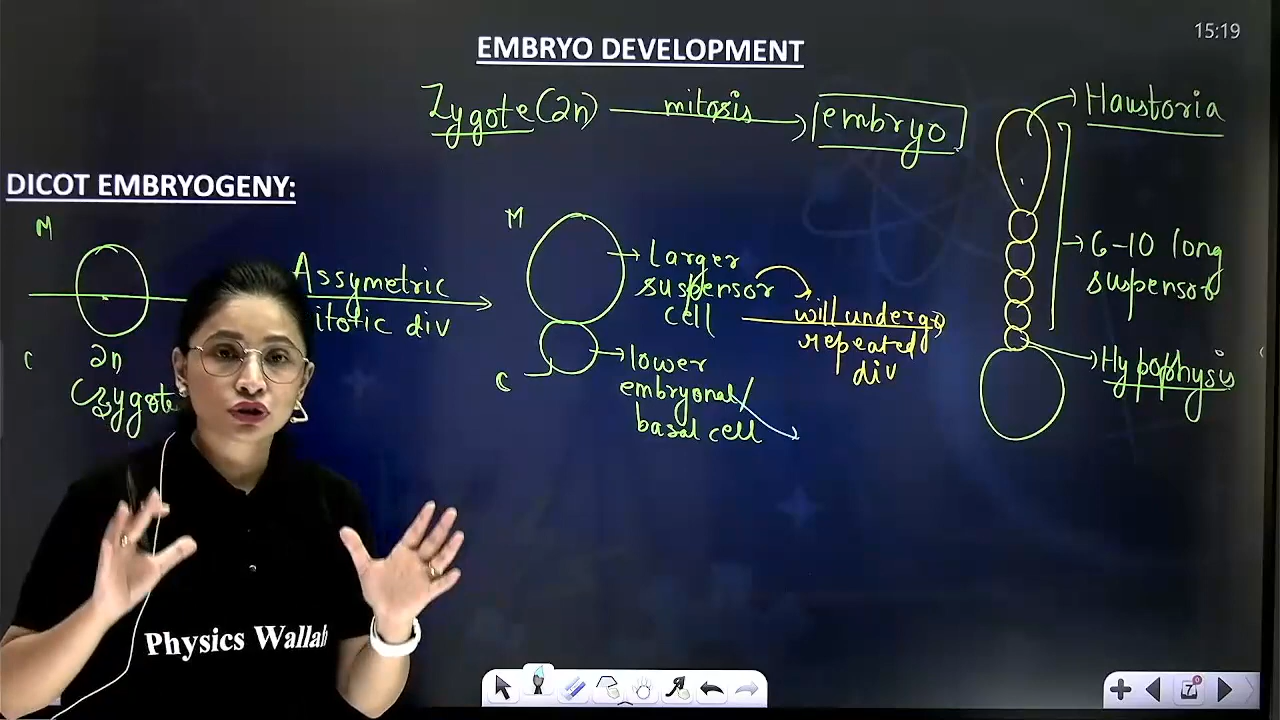 15:19
EMBRYO DEVELOPMENT
Zygote (2n) mitosis embryo
Haustoria
DICOT EMBRYOGENY:
M
2n
Zygote
C
Assymetric
itotic div
M
C
Larger
suspensor
cell
will undergo
repeated
div
lower
embryonal/
basal cell
6-10 long
suspensor
Hypophysis
Physics Wallah
7